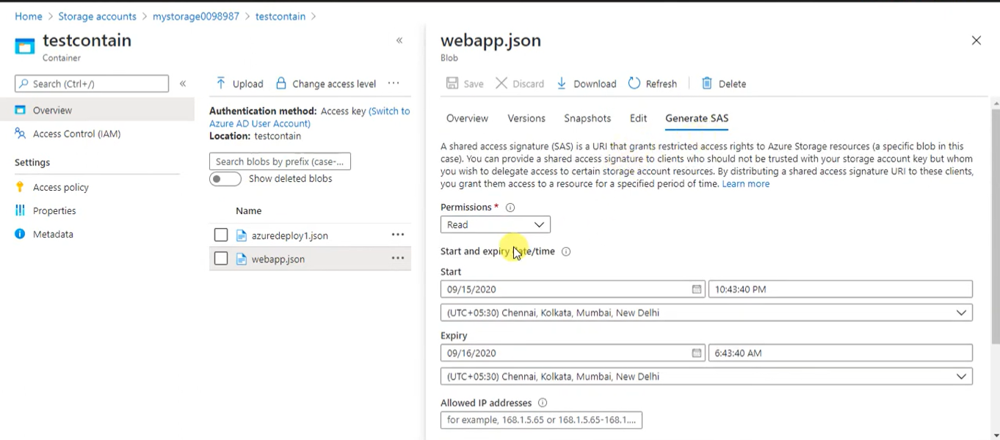 Home > Storage accounts > mystorage0098987 > testcontain >
testcontain
Container
Search (Ctrl+/)
Overview
Access Control (IAM)
Settings
Access policy
Properties
Metadata
Upload Change access level ...
Authentication method: Access key (Switch to
Azure AD User Account)
Location: testcontain
Search blobs by prefix (case-...
Show deleted blobs
Name
azuredeploy1.json
webapp.json
webapp.json
Blob
Save Discard Download Refresh Delete
Overview Versions Snapshots Edit Generate SAS
A shared access signature (SAS) is a URI that grants restricted access rights to Azure Storage resources (a specific blob in this
case). You can provide a shared access signature to clients who should not be trusted with your storage account key but whom
you wish to delegate access to certain storage account resources. By distributing a shared access signature URI to these clients,
you grant them access to a resource for a specified period of time. Learn more
Permissions *
Read
Start and expiry date/time
Start
09/15/2020 10:43:40 PM
(UTC+05:30) Chennai, Kolkata, Mumbai, New Delhi
Expiry
09/16/2020 6:43:40 AM
(UTC+05:30) Chennai, Kolkata, Mumbai, New Delhi
Allowed IP addresses
for example, 168.1.5.65 or 168.1.5.65-168.1....